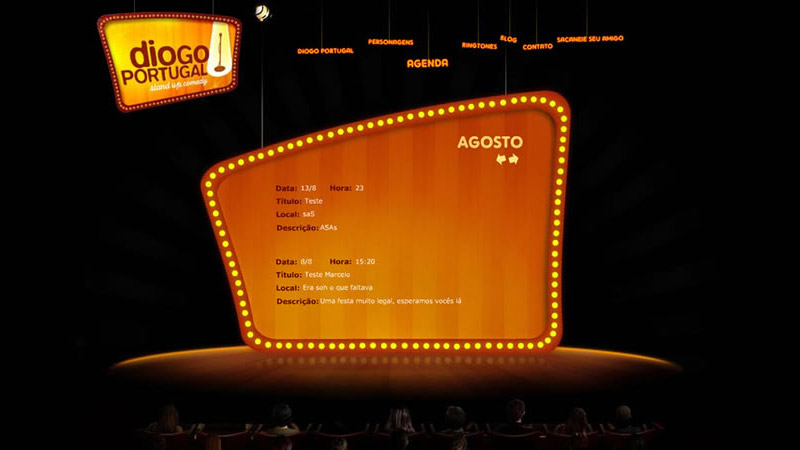 dioGO
PORTUGAL
stand up comedy
DIOGO PORTUGAL
PERSONAGENS
AGENDA
RINGTONES
BLOG
CONTATO
SACANEIE SEU AMIGO
AGOSTO
Data: 13/8 Hora: 23
Título: Teste
Local: saS
Descrição: ASAs
Data: 8/8 Hora: 15:20
Título: Teste Marcelo
Local: Era soh o que faltava
Descrição: Uma festa muito legal, esperamos vocês lá